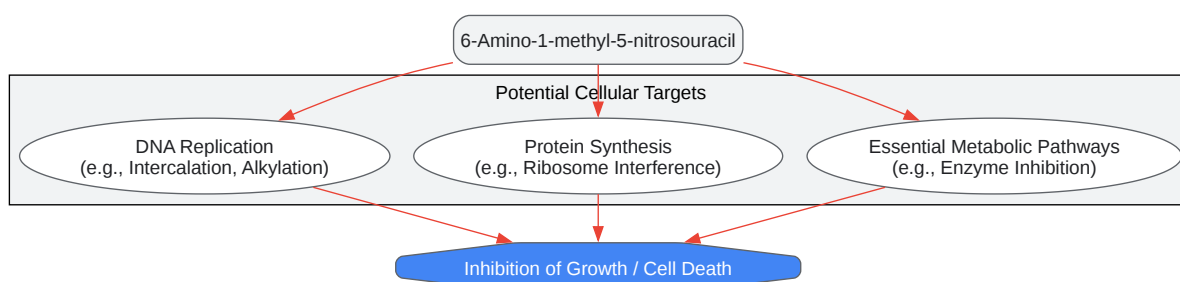 6-Amino-1-methyl-5-nitrosouracil
Potential Cellular Targets
DNA Replication
(e.g., Intercalation, Alkylation)
Protein Synthesis
(e.g., Ribosome Interference)
Essential Metabolic Pathways
(e.g., Enzyme Inhibition)
Inhibition of Growth / Cell Death